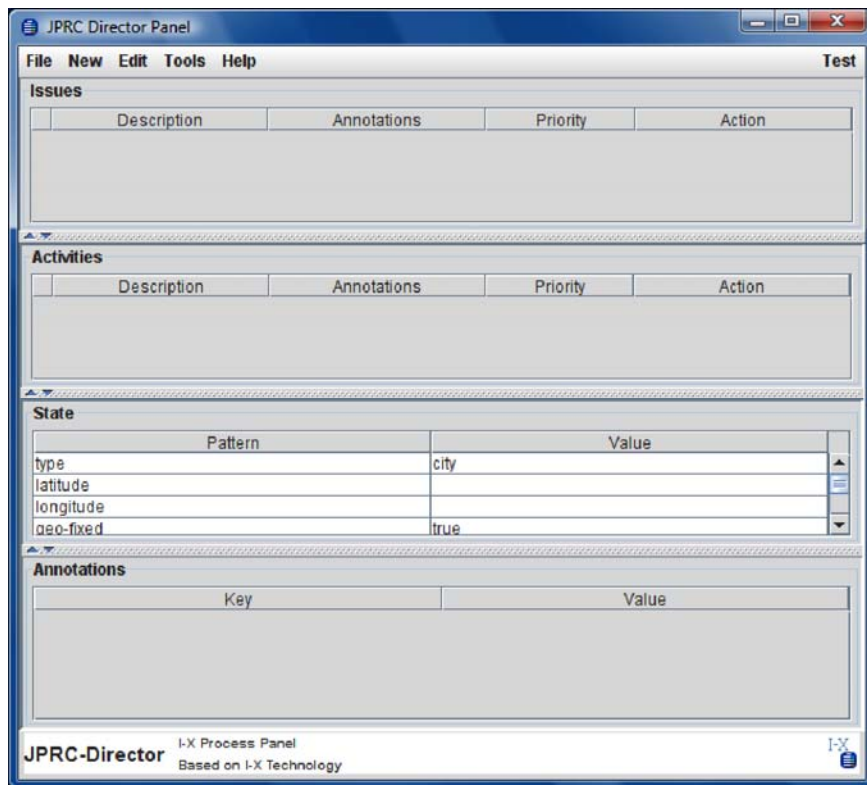 JPRC Director Panel
File New Edit Tools Help Test
Issues
Description Annotations Priority Action
Activities
Description Annotations Priority Action
State
Pattern Value
type city
latitude
longitude
geo-fixed true
Annotations
Key Value
JPRC-Director I-X Process Panel I-X
Based on I-X Technology